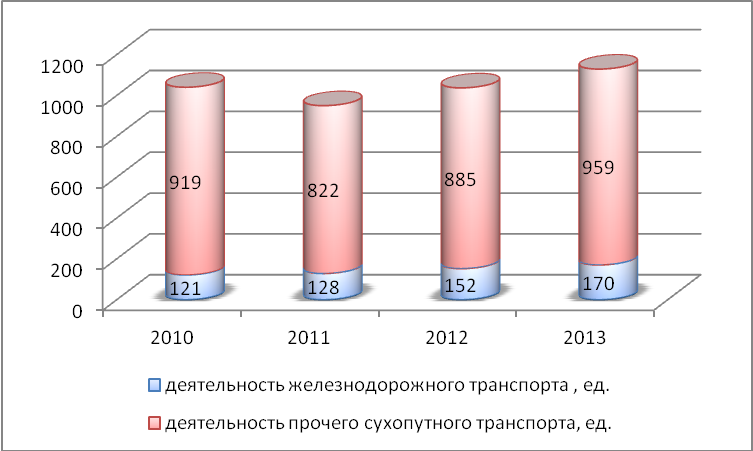 1200
1000
800
600
400
200
0
919 822 885 959
121 128 152 170
2010 2011 2012 2013
деятельность железнодорожного транспорта , ед.
деятельность прочего сухопутного транспорта, ед.